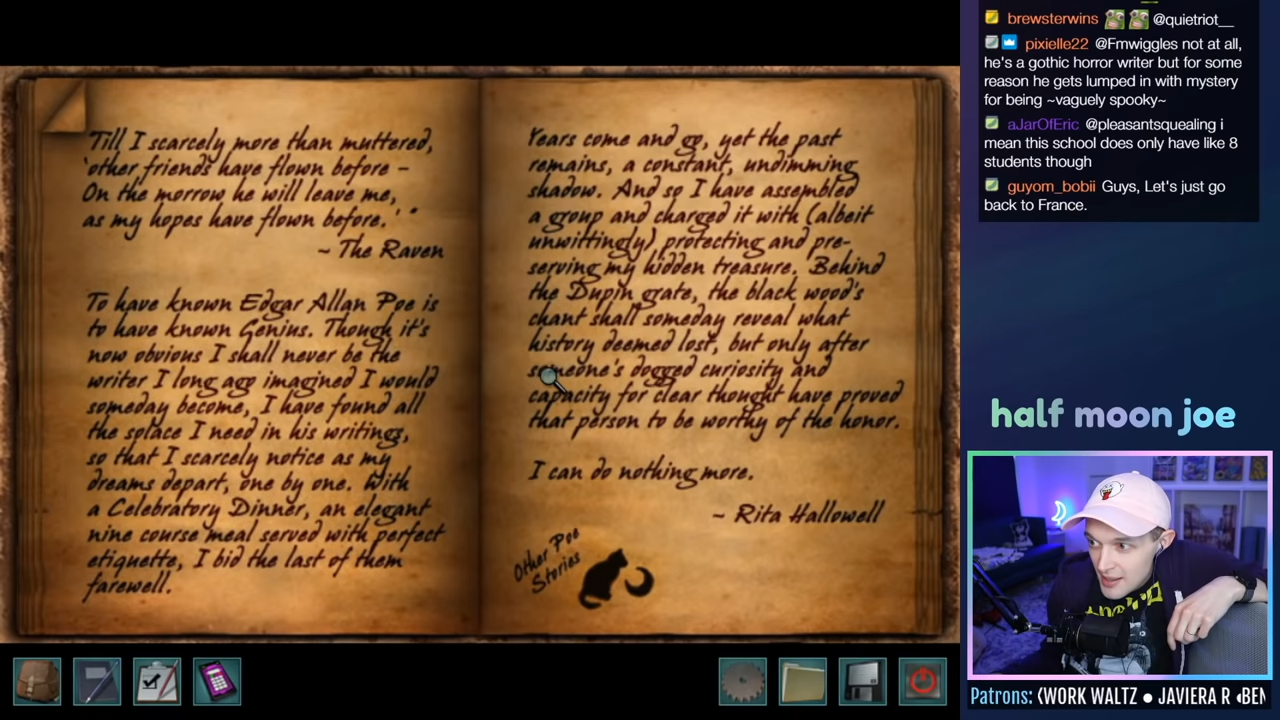 'Till I scarcely more than muttered,
'other friends have flown before –
On the morrow he will leave me,
as my hopes have flown before.' "
~ The Raven
To have known Edgar Allan Poe is
to have known Genius. Though it's
now obvious I shall never be the
writer I long ago imagined I would
someday become, I have found all
the solace I need in his writings,
so that I scarcely notice as my
dreams depart, one by one. With
a Celebratory Dinner, an elegant
nine course meal served with perfect
etiquette, I bid the last of them
farewell.
Years come and go, yet the past
remains, a constant, undimming
shadow. And so I have assembled
a group and charged it with (albeit
unwittingly) protecting and pre-
serving my hidden treasure. Behind
the Dupin grate, the black wood's
chant shall someday reveal what
history deemed lost, but only after
someone's dogged curiosity and
capacity for clear thought have proved
that person to be worthy of the honor.
I can do nothing more.
~ Rita Hallowell
Other Poe
Stories
brewsterwins @quietriot__
pixielle22 @Fmwiggles not at all,
he's a gothic horror writer but for some
reason he gets lumped in with mystery
for being ~vaguely spooky~
aJarOfEric @pleasantsquealing i
mean this school does only have like 8
students though
guyom_bobii Guys, Let's just go
back to France.
half moon joe
Patrons: WORK WALTZ ● JAVIERA R